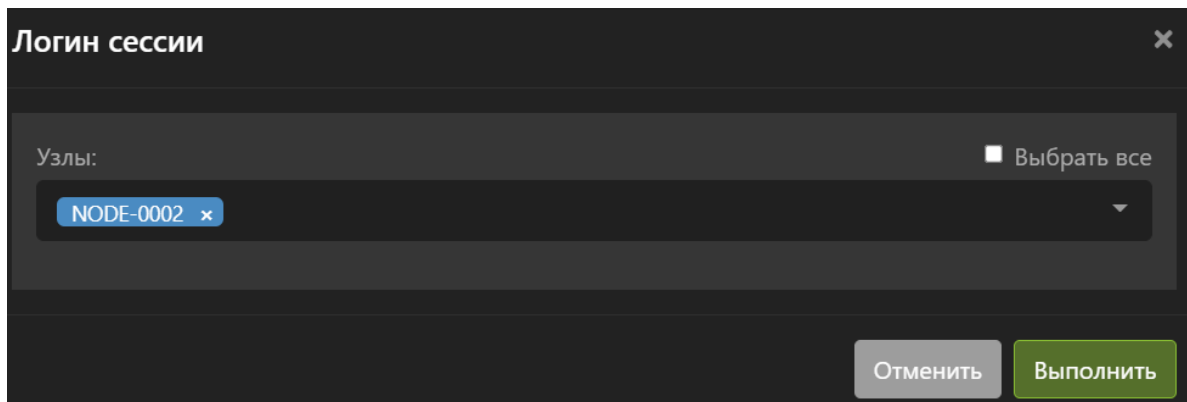 Логин сессии ×
Узлы: Выбрать все
NODE-0002 ×
Отменить Выполнить